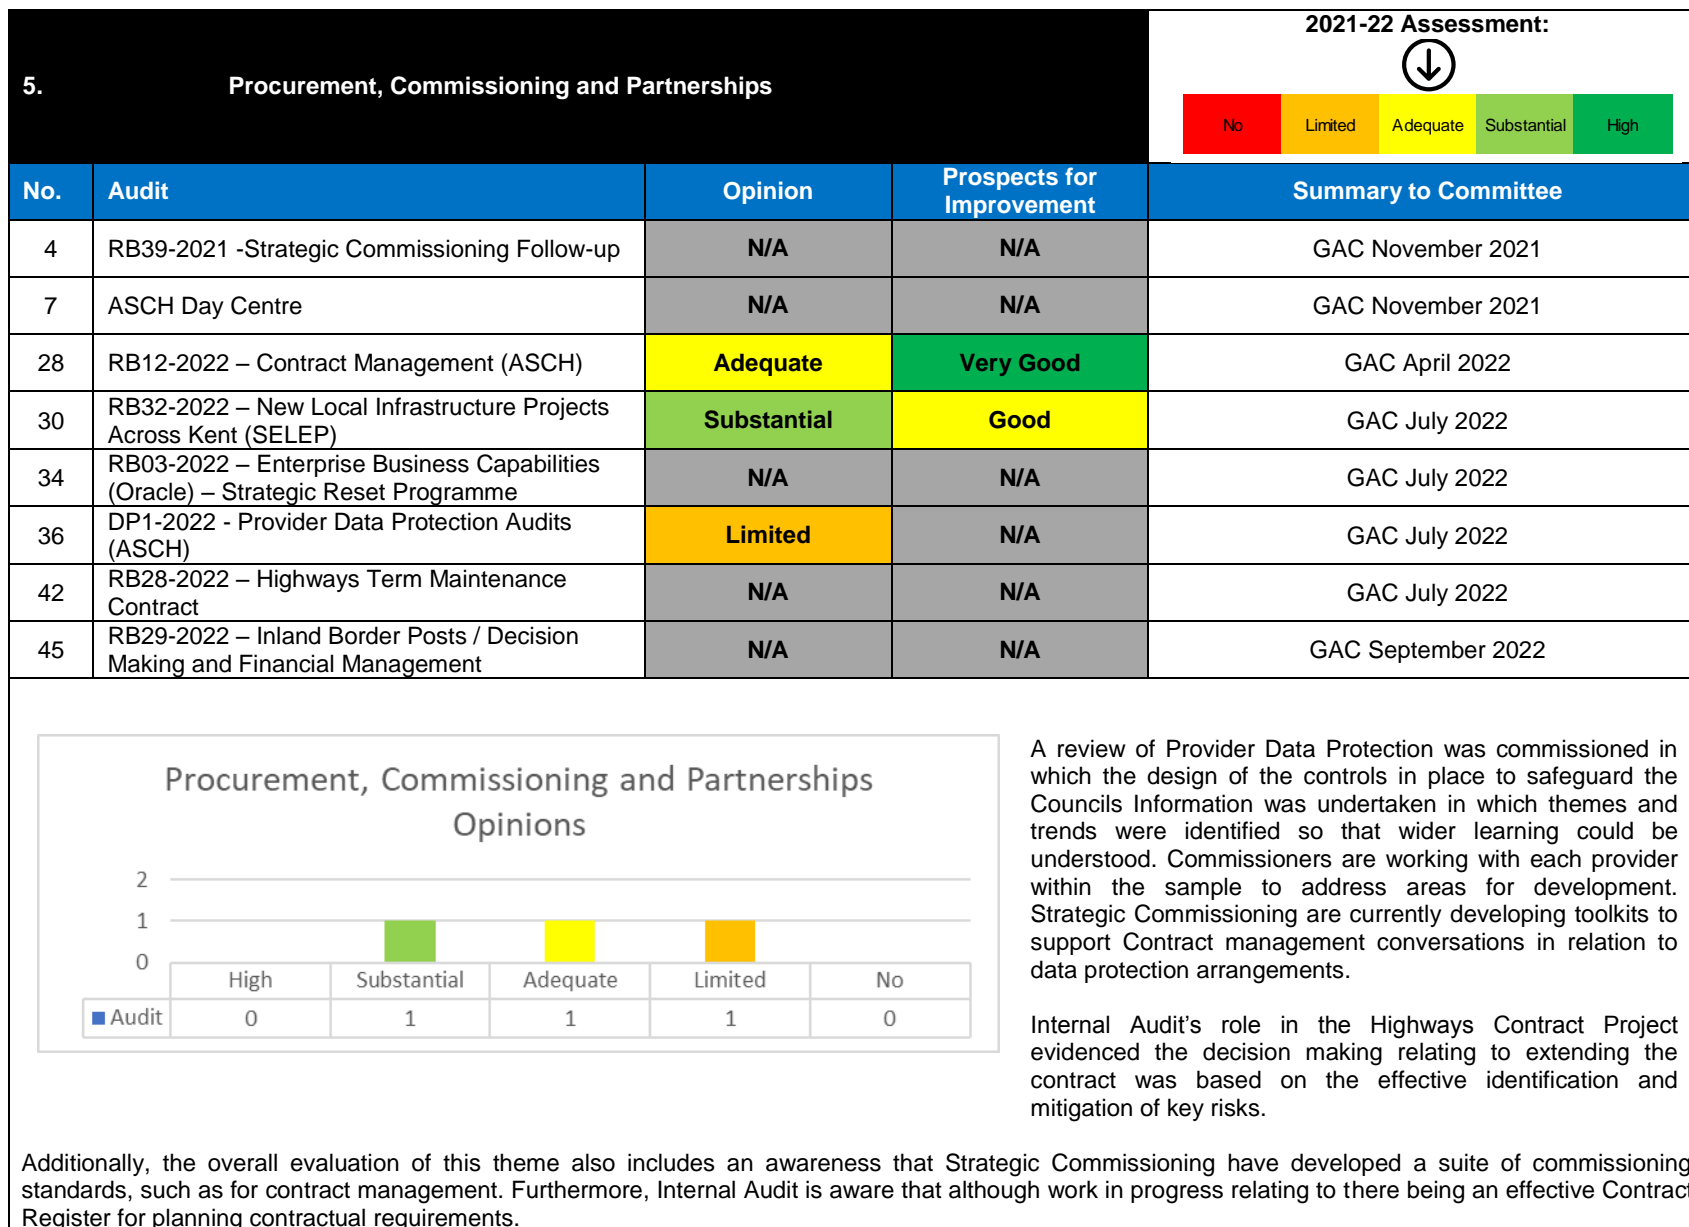 2021-22 Assessment:
5. Procurement, Commissioning and Partnerships
No Limited Adequate Substantial High
No. Audit Opinion Prospects for Improvement Summary to Committee
4 RB39-2021 -Strategic Commissioning Follow-up N/A N/A GAC November 2021
7 ASCH Day Centre N/A N/A GAC November 2021
28 RB12-2022 – Contract Management (ASCH) Adequate Very Good GAC April 2022
30 RB32-2022 – New Local Infrastructure Projects Across Kent (SELEP) Substantial Good GAC July 2022
34 RB03-2022 – Enterprise Business Capabilities (Oracle) – Strategic Reset Programme N/A N/A GAC July 2022
36 DP1-2022 - Provider Data Protection Audits (ASCH) Limited N/A GAC July 2022
42 RB28-2022 – Highways Term Maintenance Contract N/A N/A GAC July 2022
45 RB29-2022 – Inland Border Posts / Decision Making and Financial Management N/A N/A GAC September 2022
Procurement, Commissioning and Partnerships
Opinions
2
1
0
High Substantial Adequate Limited No
Audit 0 1 1 1 0
A review of Provider Data Protection was commissioned in
which the design of the controls in place to safeguard the
Councils Information was undertaken in which themes and
trends were identified so that wider learning could be
understood. Commissioners are working with each provider
within the sample to address areas for development.
Strategic Commissioning are currently developing toolkits to
support Contract management conversations in relation to
data protection arrangements.
Internal Audit's role in the Highways Contract Project
evidenced the decision making relating to extending the
contract was based on the effective identification and
mitigation of key risks.
Additionally, the overall evaluation of this theme also includes an awareness that Strategic Commissioning have developed a suite of commissioning
standards, such as for contract management. Furthermore, Internal Audit is aware that although work in progress relating to there being an effective Contract
Register for planning contractual requirements.